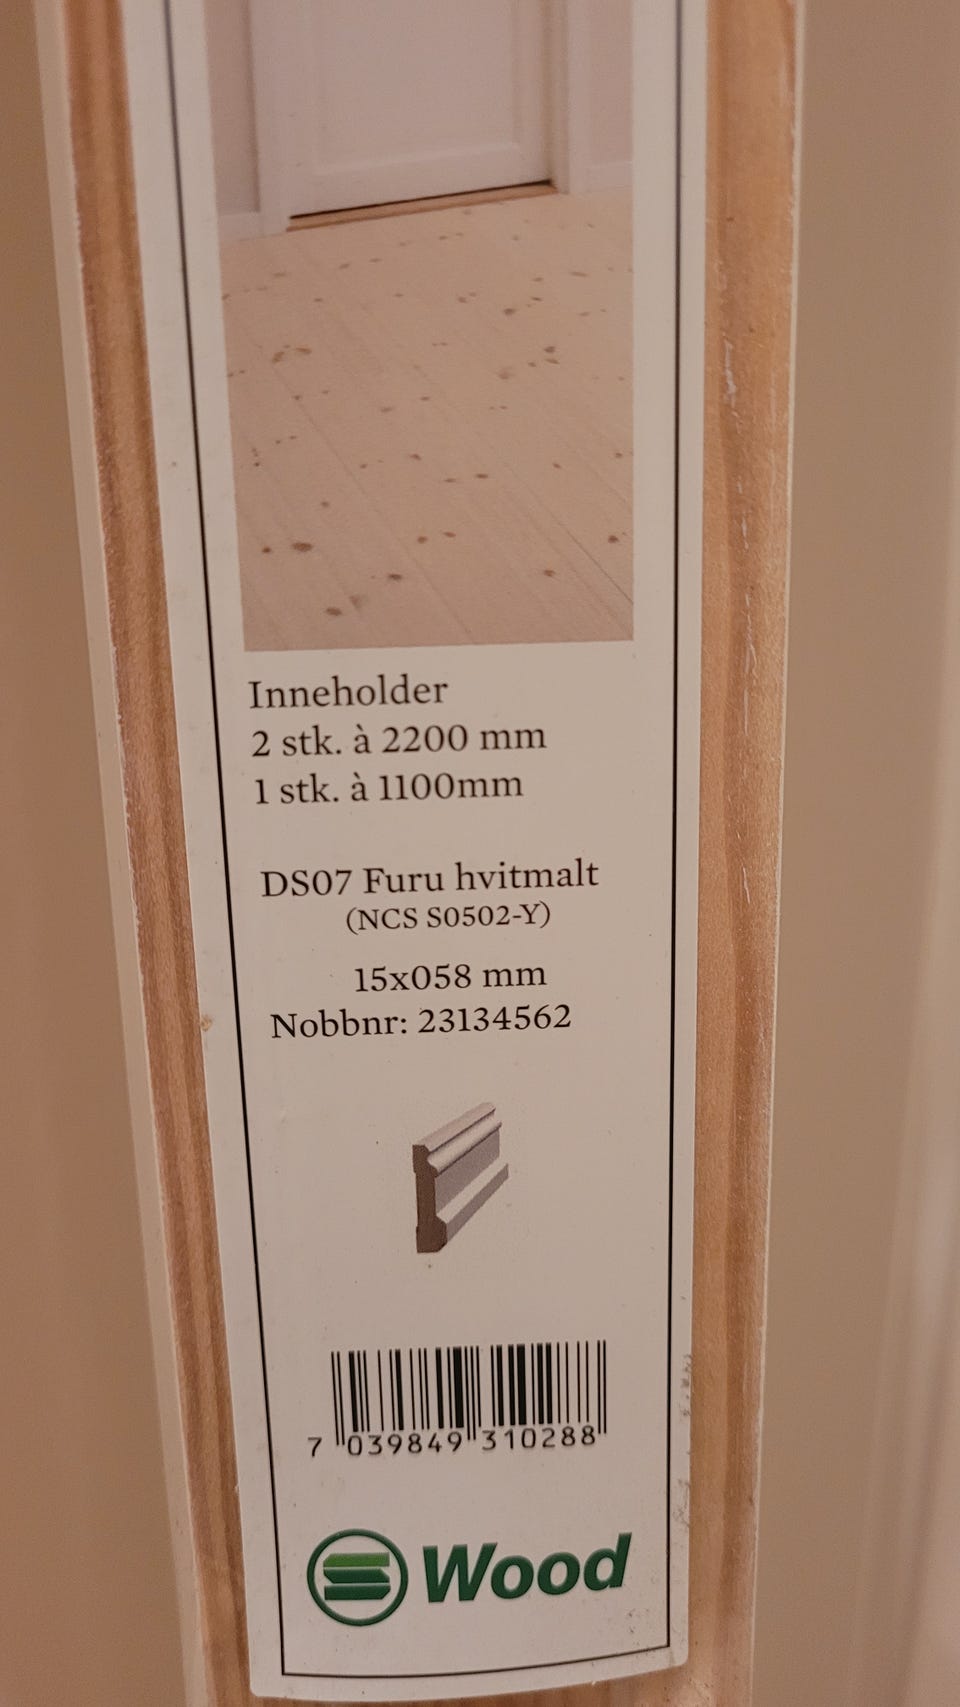 Inneholder
2 stk. à 2200 mm
1 stk. à 1100mm
DS07 Furu hvitmalt
(NCS S0502-Y)
15x058 mm
Nobbnr: 23134562
7 039849 310288
Wood